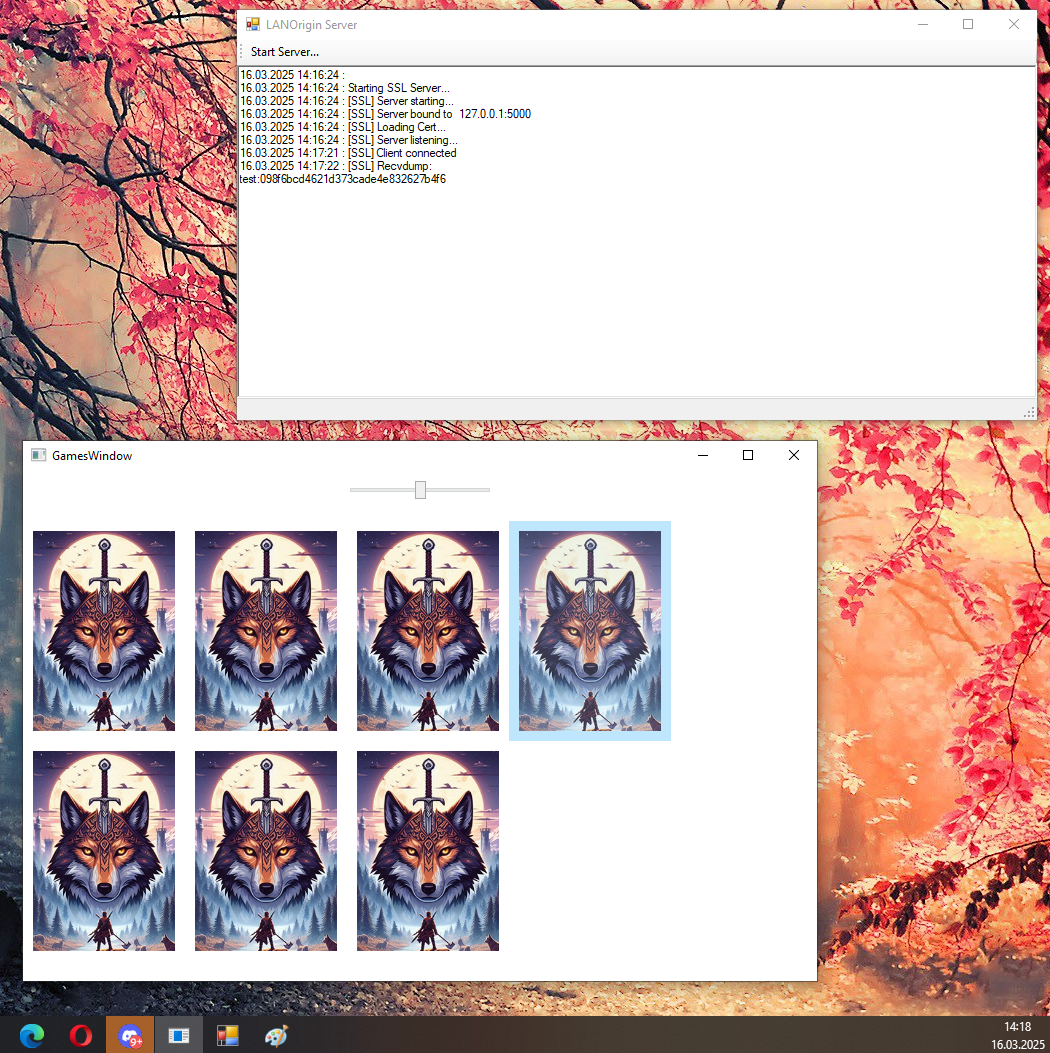 LANOrigin Server
Start Server...
16.03.2025 14:16:24 :
16.03.2025 14:16:24 : Starting SSL Server...
16.03.2025 14:16:24 : [SSL] Server starting...
16.03.2025 14:16:24 : [SSL] Server bound to  127.0.0.1:5000
16.03.2025 14:16:24 : [SSL] Loading Cert...
16.03.2025 14:16:24 : [SSL] Server listening...
16.03.2025 14:17:21 : [SSL] Client connected
16.03.2025 14:17:22 : [SSL] Recvdump:
test:098f6bcd4621d373cade4e832627b4f6
GamesWindow
9+
14:18
16.03.2025